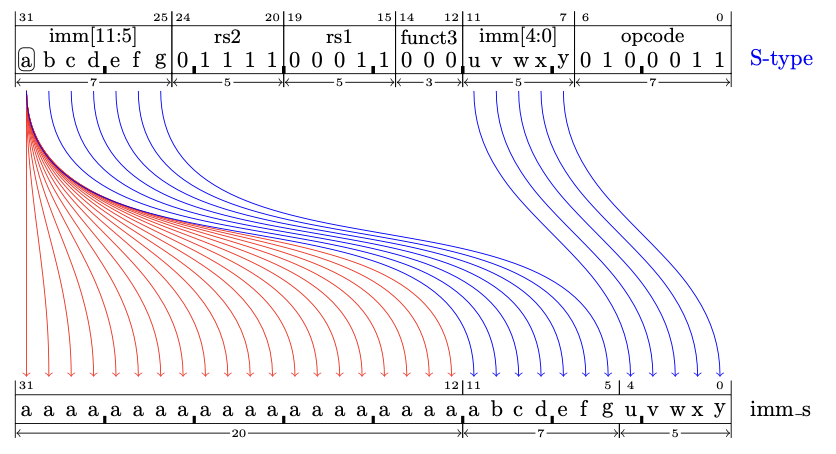 31 25 24 20 19 15 14 12 11 7 6 0
imm[11:5] rs2 rs1 funct3 imm[4:0] opcode
a b c d e f g 0 1 1 1 1 0 0 0 1 1 0 0 0 u v w x y 0 1 0 0 0 1 1 S-type
7 5 5 3 5 7
31 12 11 5 4 0
a a a a a a a a a a a a a a a a a a a a a b c d e f g u v w x y imm_s
20 7 5